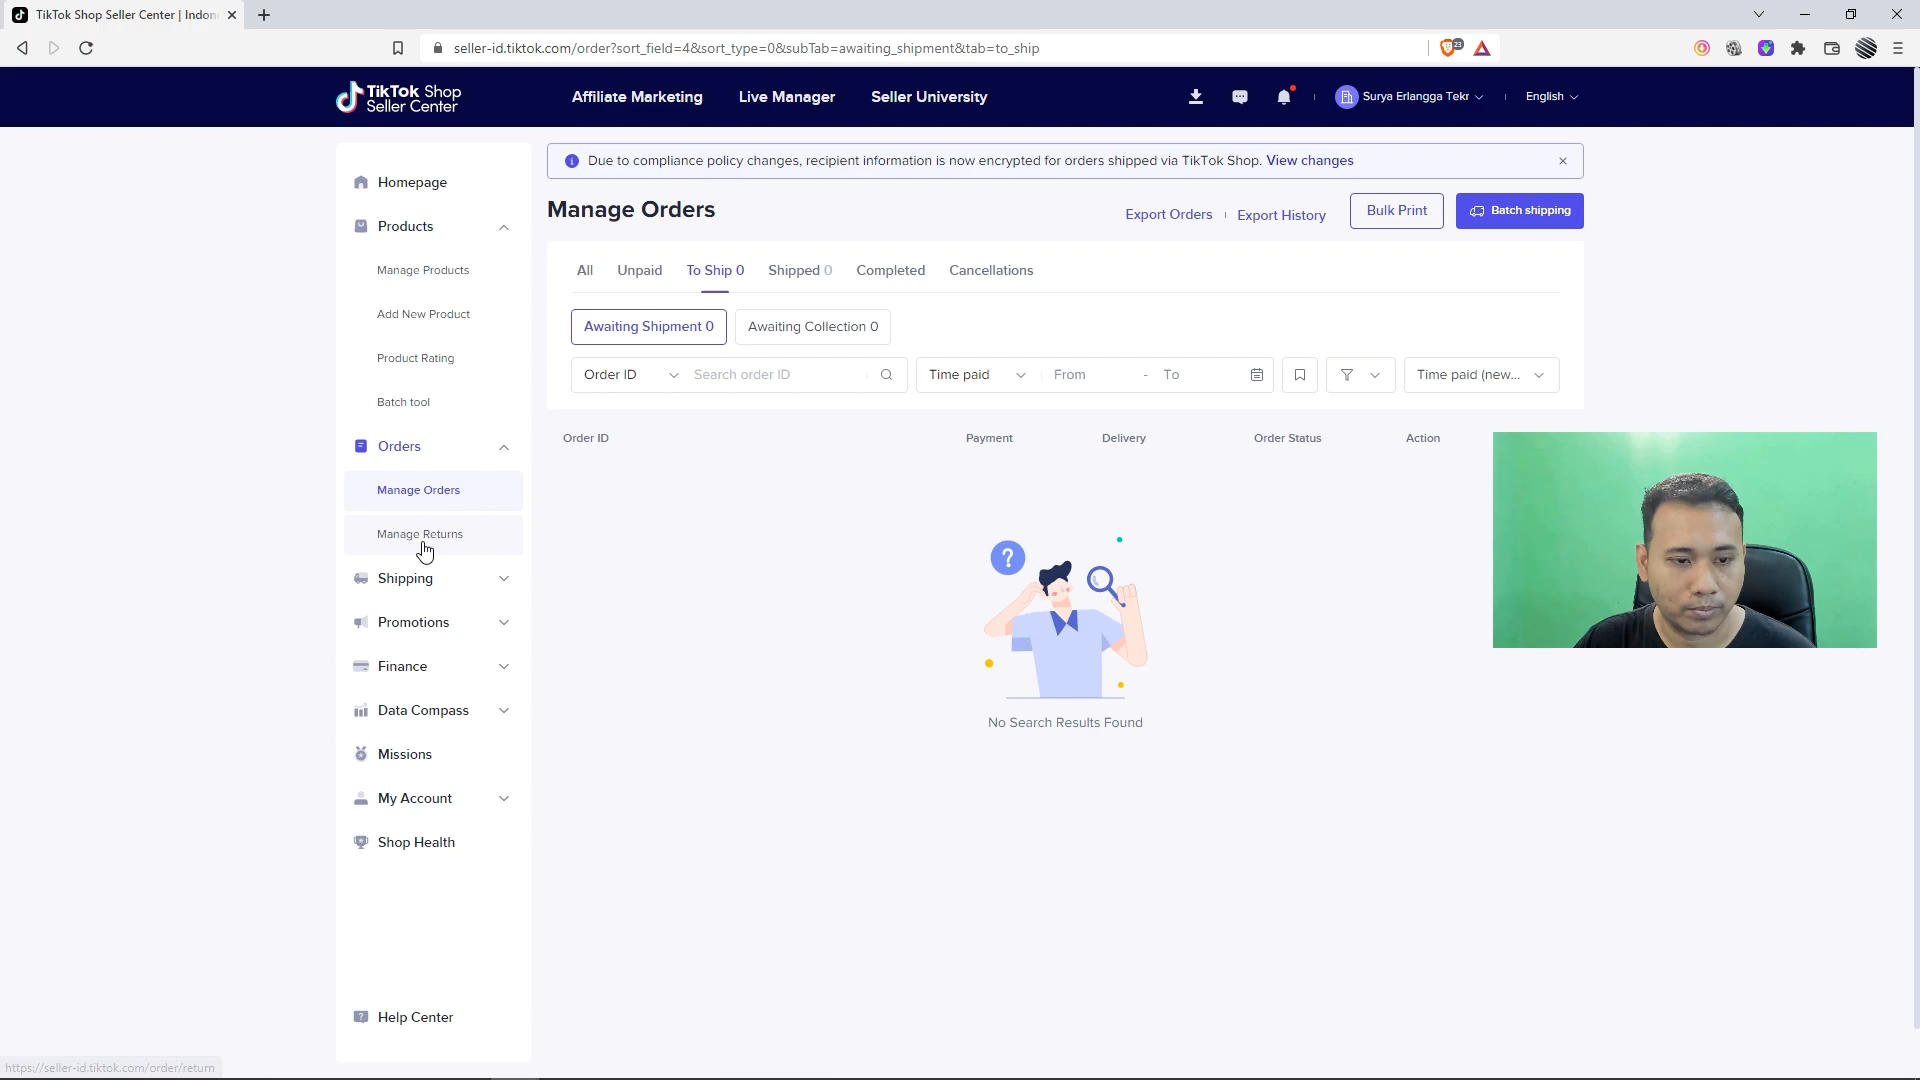 TikTok Shop Seller Center | Indon
seller-id.tiktok.com/order?sort_field=4&sort_type=0&subTab=awaiting_shipment&tab=to_ship
23
TikTok Shop
Seller Center
Affiliate Marketing
Live Manager
Seller University
Surya Erlangga Tekr
English
Homepage
Products
Manage Products
Add New Product
Product Rating
Batch tool
Orders
Manage Orders
Manage Returns
Shipping
Promotions
Finance
Data Compass
Missions
My Account
Shop Health
Help Center
Due to compliance policy changes, recipient information is now encrypted for orders shipped via TikTok Shop. View changes
Manage Orders
Export Orders
Export History
Bulk Print
Batch shipping
All
Unpaid
To Ship 0
Shipped 0
Completed
Cancellations
Awaiting Shipment 0
Awaiting Collection 0
Order ID
Search order ID
Time paid
From
-
To
Time paid (new...
Order ID
Payment
Delivery
Order Status
Action
?
No Search Results Found
https://seller-id.tiktok.com/order/return